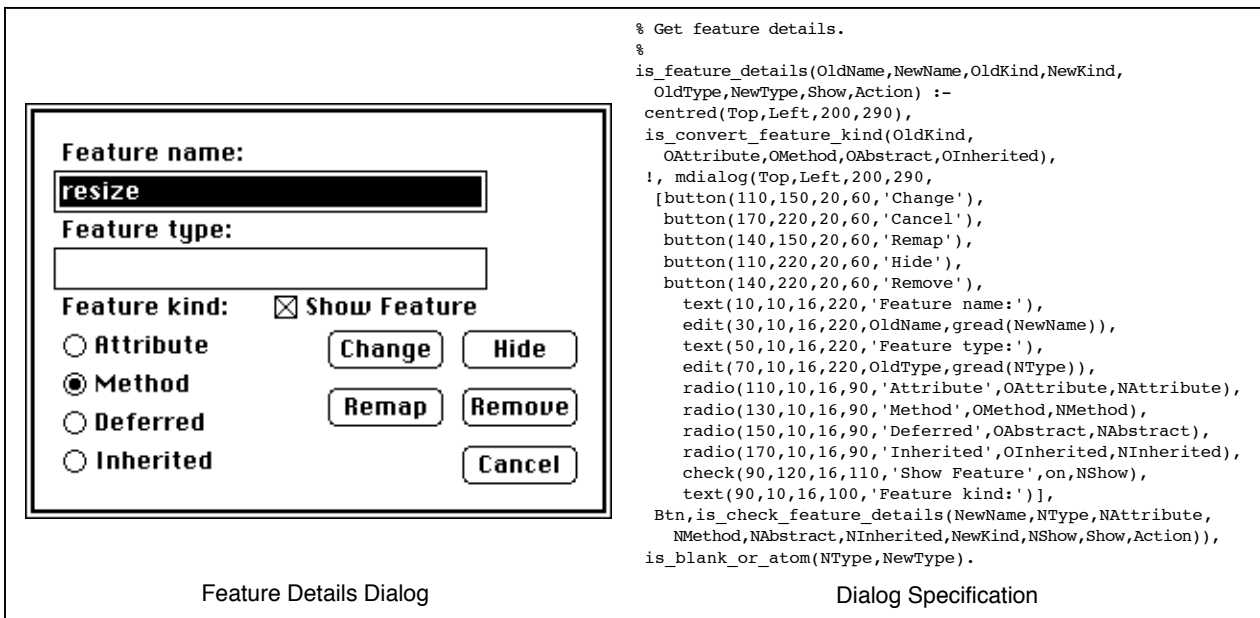 Feature name:
resize
Feature type:
Feature kind: Show Feature
Attribute
Method
Deferred
Inherited
Change Hide
Remap Remove
Cancel
Feature Details Dialog
% Get feature details.
%
is_feature_details(OldName,NewName,OldKind,NewKind,
OldType,NewType,Show,Action) :-
centred(Top,Left,200,290),
is_convert_feature_kind(OldKind,
OAttribute,OMethod,OAbstract,OInherited),
!, mdialog(Top,Left,200,290,
[button(110,150,20,60,'Change'),
button(170,220,20,60,'Cancel'),
button(140,150,20,60,'Remap'),
button(110,220,20,60,'Hide'),
button(140,220,20,60,'Remove'),
text(10,10,16,220,'Feature name:'),
edit(30,10,16,220,OldName,gread(NewName)),
text(50,10,16,220,'Feature type:'),
edit(70,10,16,220,OldType,gread(NType)),
radio(110,10,16,90,'Attribute',OAttribute,NAttribute),
radio(130,10,16,90,'Method',OMethod,NMethod),
radio(150,10,16,90,'Deferred',OAbstract,NAbstract),
radio(170,10,16,90,'Inherited',OInherited,NInherited),
check(90,120,16,110,'Show Feature',on,NShow),
text(90,10,16,100,'Feature kind:')],
Btn,is_check_feature_details(NewName,NType,NAttribute,
NMethod,NAbstract,NInherited,NewKind,NShow,Show,Action)),
is_blank_or_atom(NType,NewType).
Dialog Specification